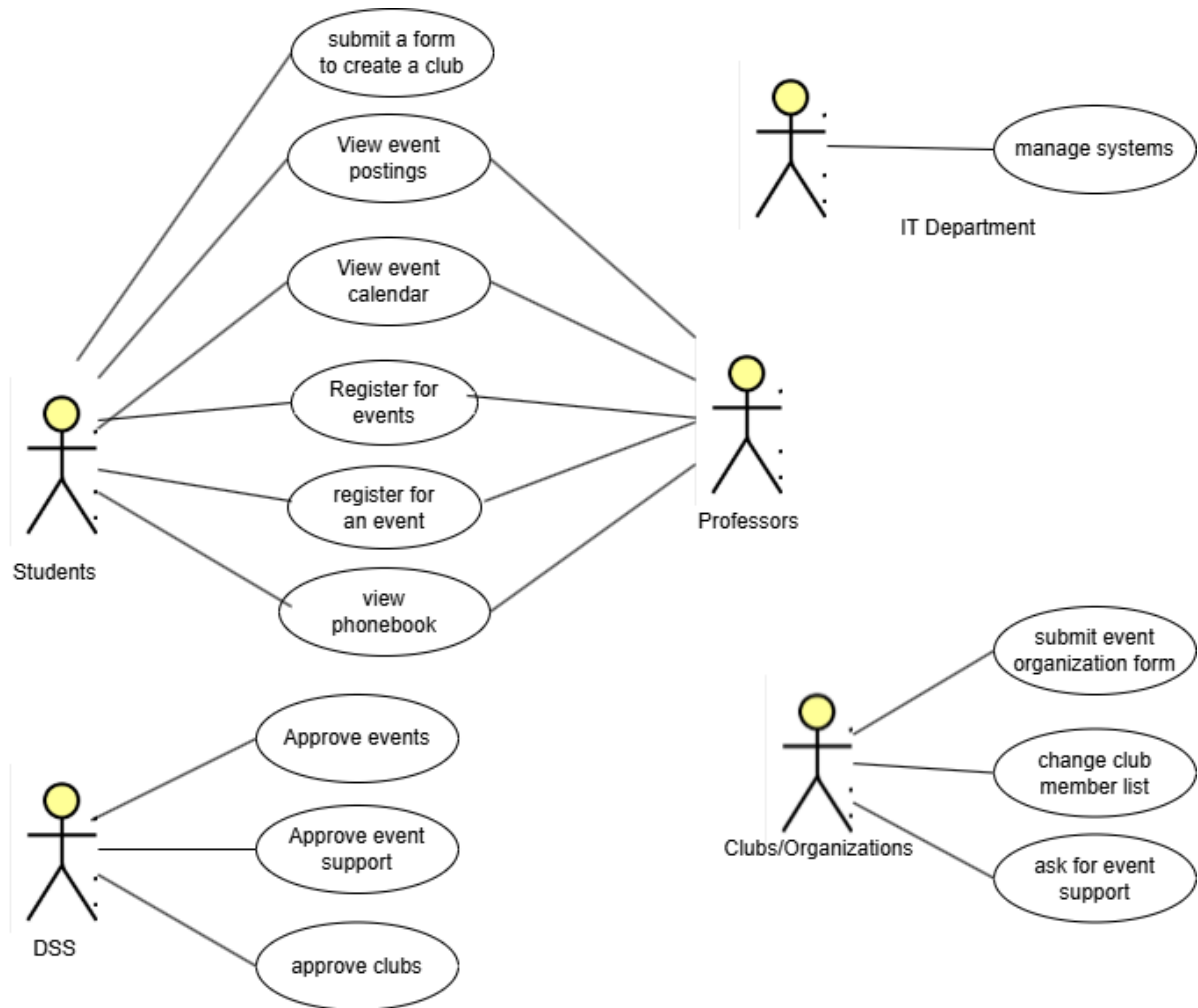 submit a form
to create a club
View event
postings
manage systems
IT Department
View event
calendar
Register for
events
register for
an event
Professors
Students
view
phonebook
submit event
organization form
Approve events
change club
member list
Approve event
support
Clubs/Organizations
ask for event
support
DSS
approve clubs